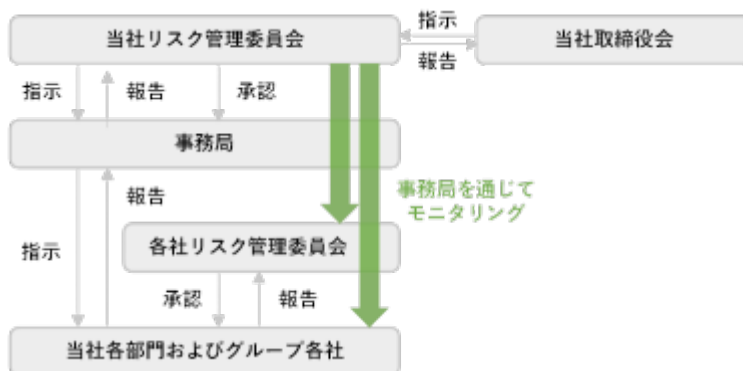 当社リスク管理委員会
指示
報告
当社取締役会
指示
報告
承認
事務局
報告
事務局を通じて
モニタリング
指示
各社リスク管理委員会
承認
報告
当社各部門およびグループ各社